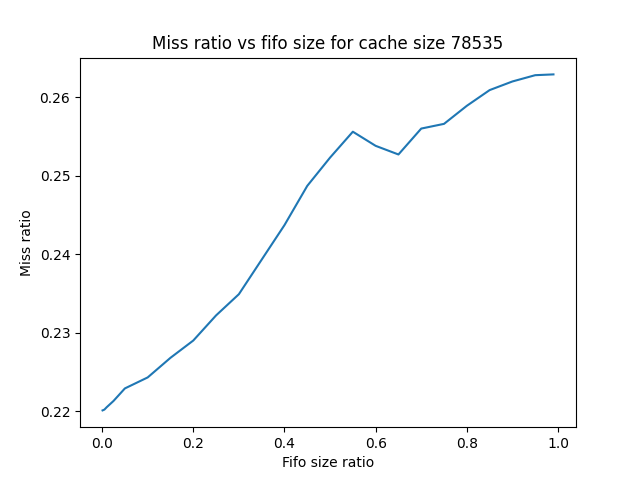 Miss ratio vs fifo size for cache size 78535
Miss ratio
0.26
0.25
0.24
0.23
0.22
0.0 0.2 0.4 0.6 0.8 1.0
Fifo size ratio